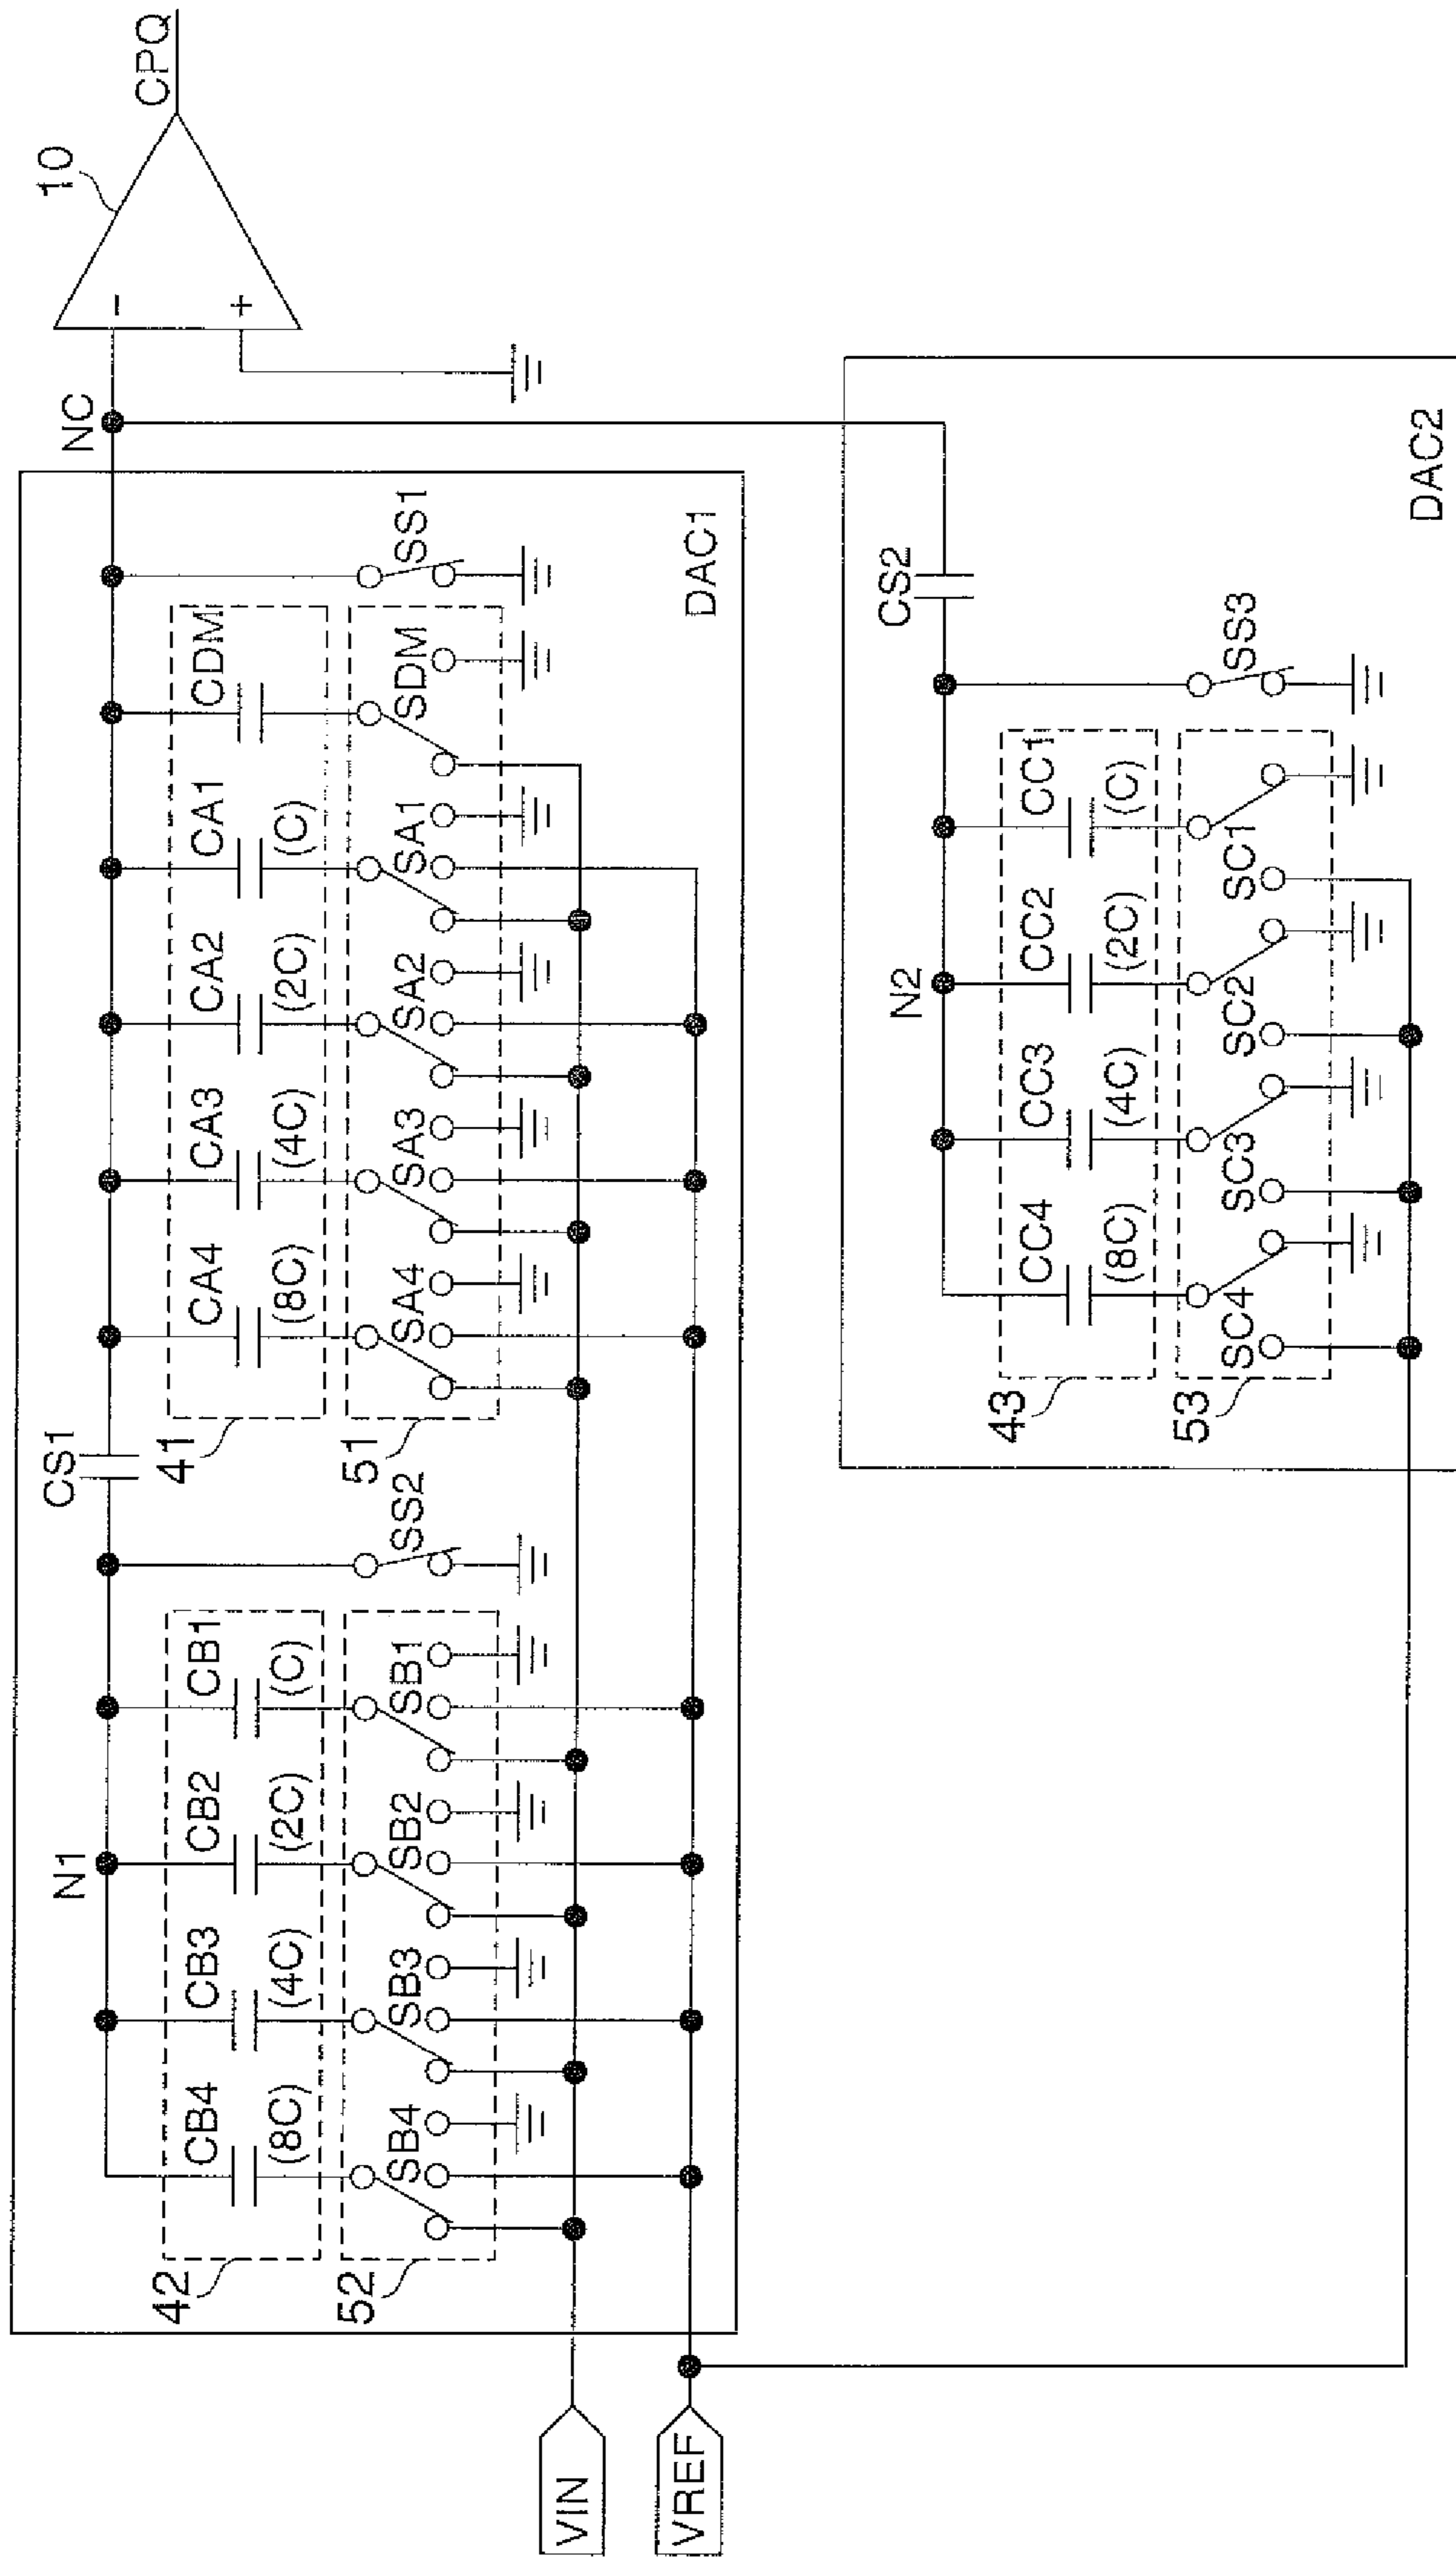 10
CPQ
-
+
NC
CS1
CA4
CA3
CA2
CA1
CDM
(8C)
(4C)
(2C)
(C)
41
SA4
SA3
SA2
SA1
SDM
SS1
51
DAC1
N1
CB4
CB3
CB2
CB1
(8C)
(4C)
(2C)
(C)
42
SB4
SB3
SB2
SB1
SS2
52
VIN
VREF
CS2
N2
CC4
CC3
CC2
CC1
(8C)
(4C)
(2C)
(C)
43
SC4
SC3
SC2
SC1
SS3
53
DAC2